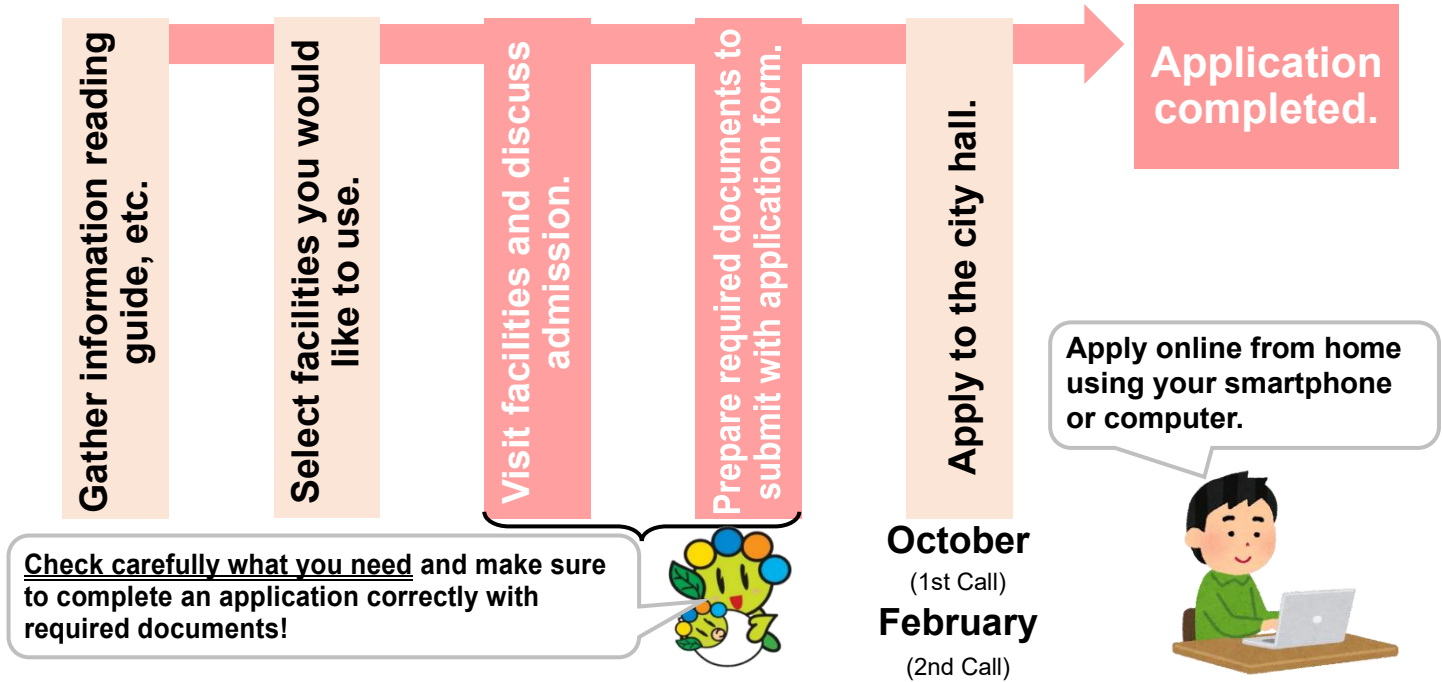 Gather information reading
guide, etc.
Select facilities you would
like to use.
Visit facilities and discuss
admission.
Prepare required documents to
submit with application form.
Apply to the city hall.
Application
completed.
Check carefully what you need and make sure
to complete an application correctly with
required documents!
October
(1st Call)
February
(2nd Call)
Apply online from home
using your smartphone
or computer.